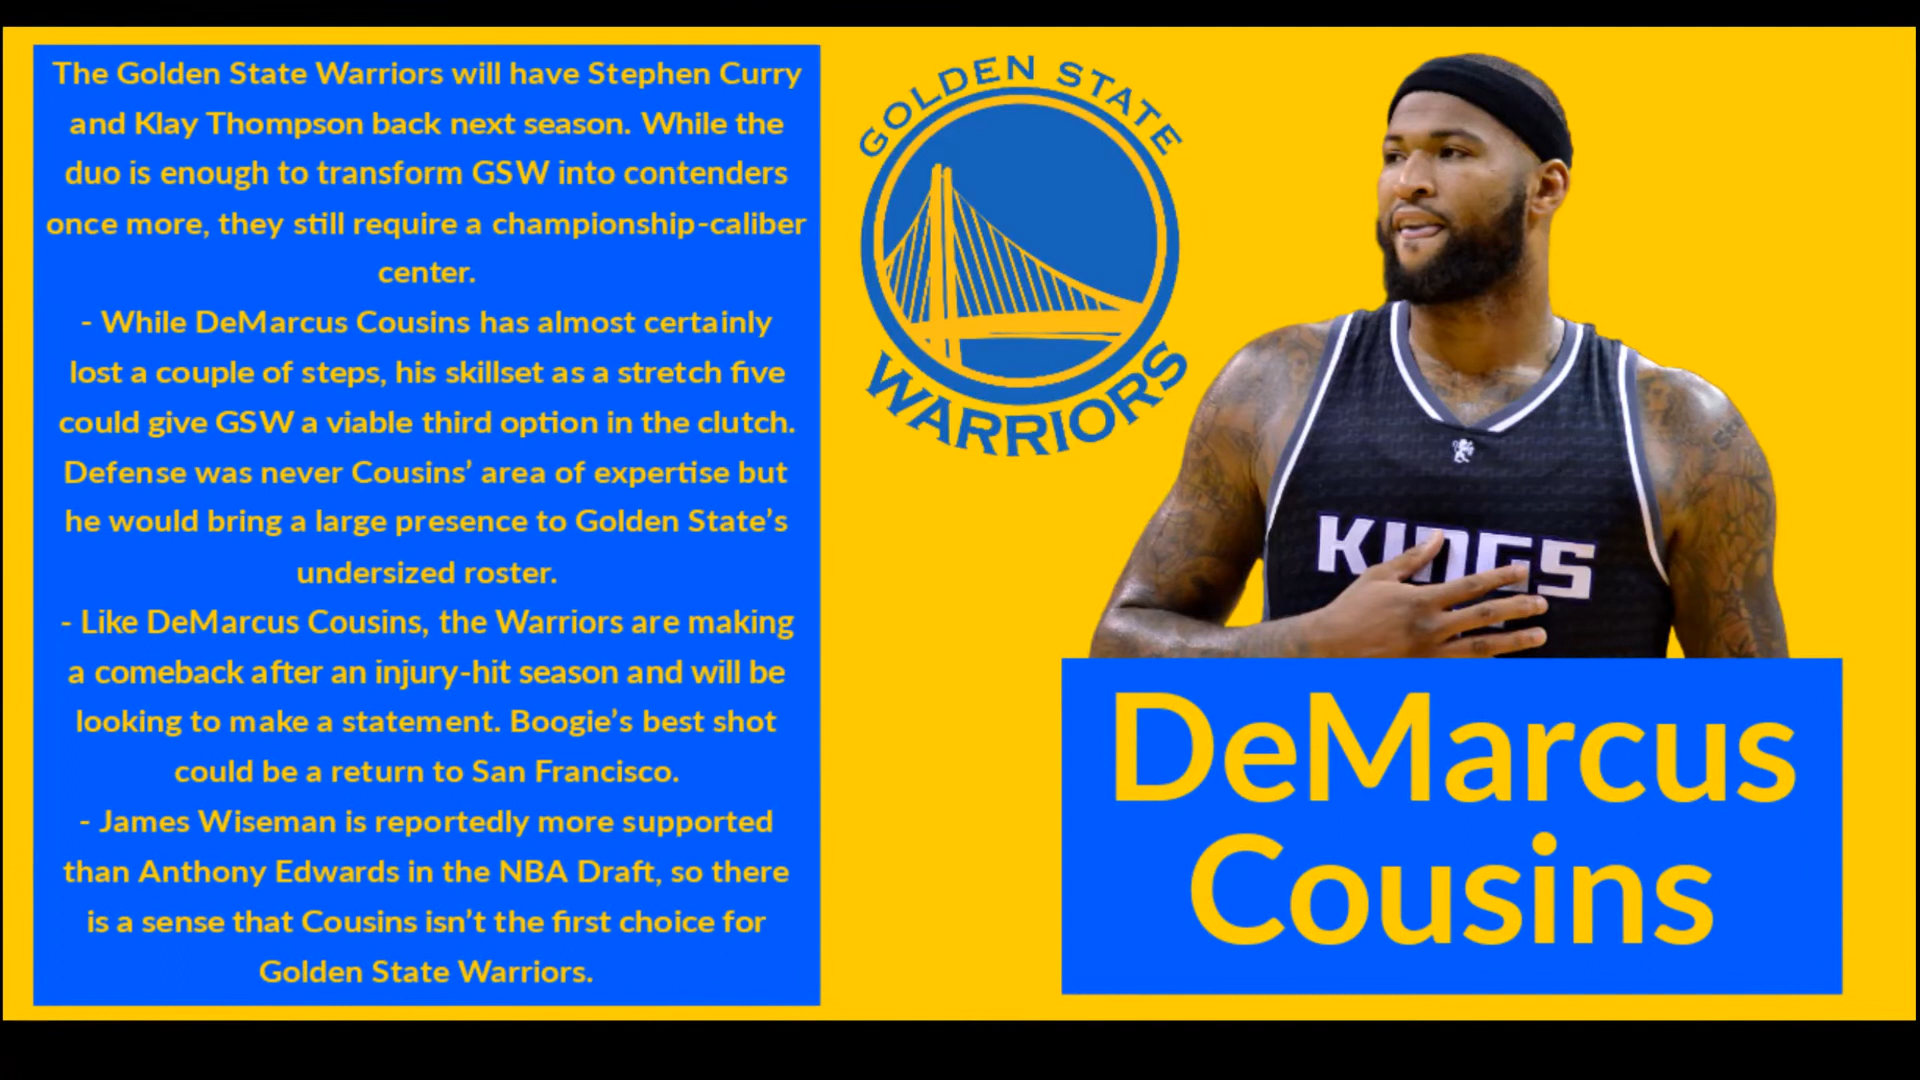 The Golden State Warriors will have Stephen Curry
and Klay Thompson back next season. While the
duo is enough to transform GSW into contenders
once more, they still require a championship-caliber
center.
- While DeMarcus Cousins has almost certainly
lost a couple of steps, his skillset as a stretch five
could give GSW a viable third option in the clutch.
Defense was never Cousins’ area of expertise but
he would bring a large presence to Golden State’s
undersized roster.
- Like DeMarcus Cousins, the Warriors are making
a comeback after an injury-hit season and will be
looking to make a statement. Boogie’s best shot
could be a return to San Francisco.
- James Wiseman is reportedly more supported
than Anthony Edwards in the NBA Draft, so there
is a sense that Cousins isn’t the first choice for
Golden State Warriors.
GOLDEN STATE
WARRIORS
KINGS
DeMarcus
Cousins